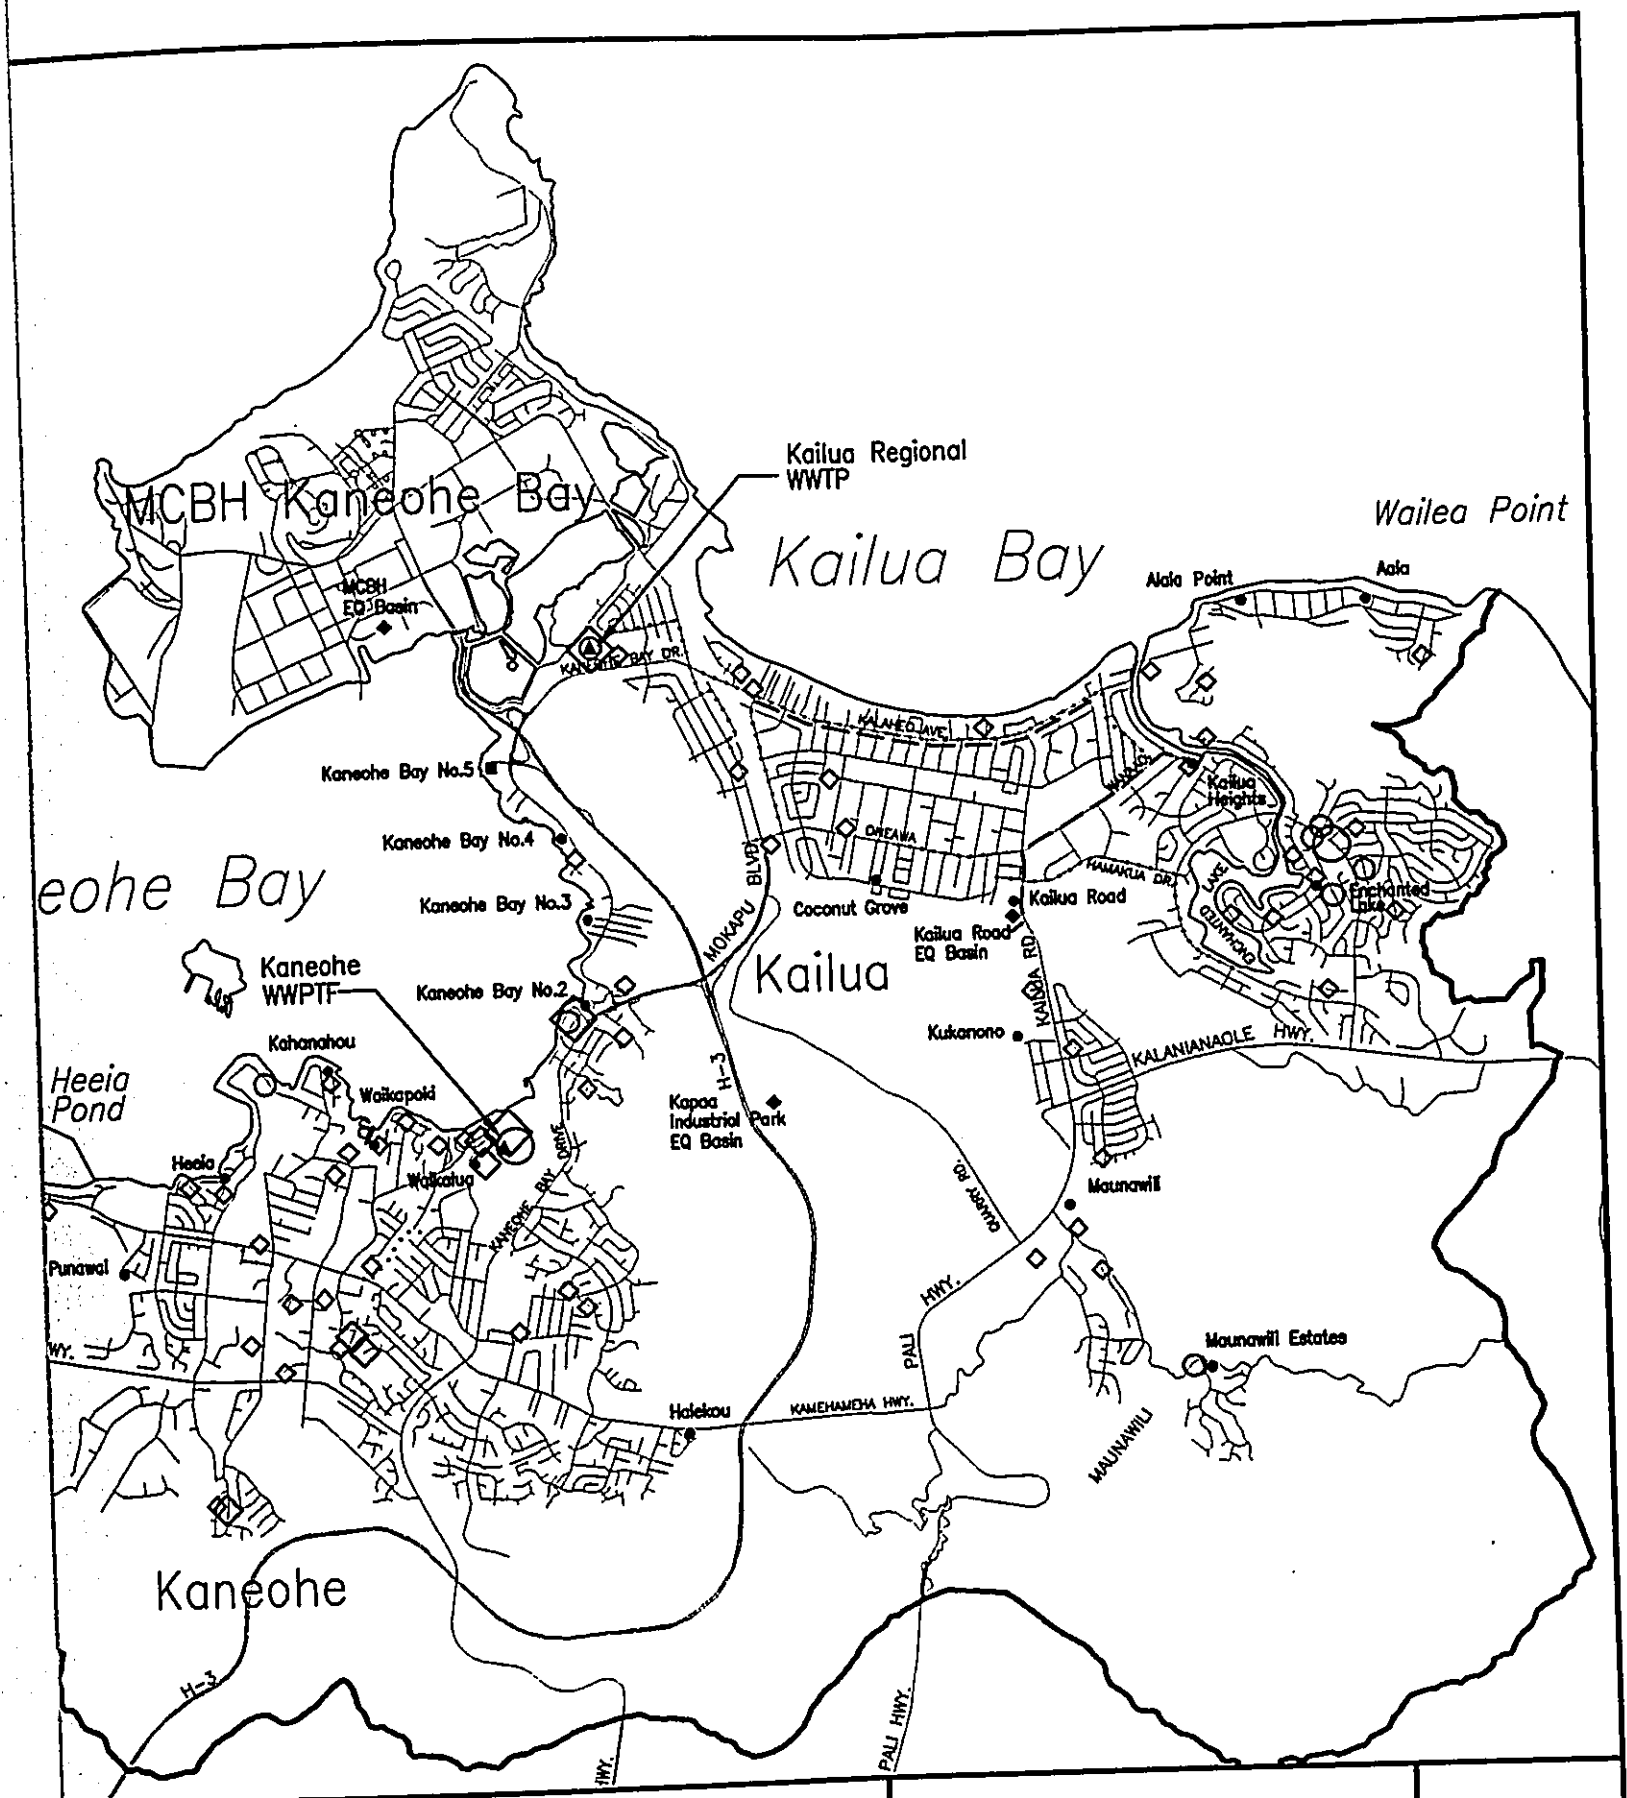 Kailua Regional
WWTP
MCBH Kaneohe Bay
Wailea Point
Kailua Bay
Alala Point
Aala
MCBH
EQ Basin
KANEOHE BAY DR.
KALAHEO AVE.
Kaneohe Bay No.5
Kailua
Heights
Kaneohe Bay No.4
ONEAWA
HAMAKUA DR.
LAKE
ENCHANTED
eohe Bay
BLVD.
MOKAPU
Enchanted
Lake
Kaneohe Bay No.3
Coconut Grove
Kailua Road
Kailua Road
EQ Basin
KAILUA RD.
Kaneohe
WWPTF
Kailua
Kaneohe Bay No.2
Kukanono
Kahanahou
H-3
KALANIANAOLE HWY.
Heeia
Pond
Waikapoki
Kapaa
Industrial Park
EQ Basin
Heeia
Waikalua
KANEOHE BAY DRIVE
QUARRY RD.
Maunawili
Punawai
HWY.
PALI
WY.
Maunawili Estates
Halekou
KAMEHAMEHA HWY.
MAUNAWILI
Kaneohe
H-3
PALI HWY.
HWY.